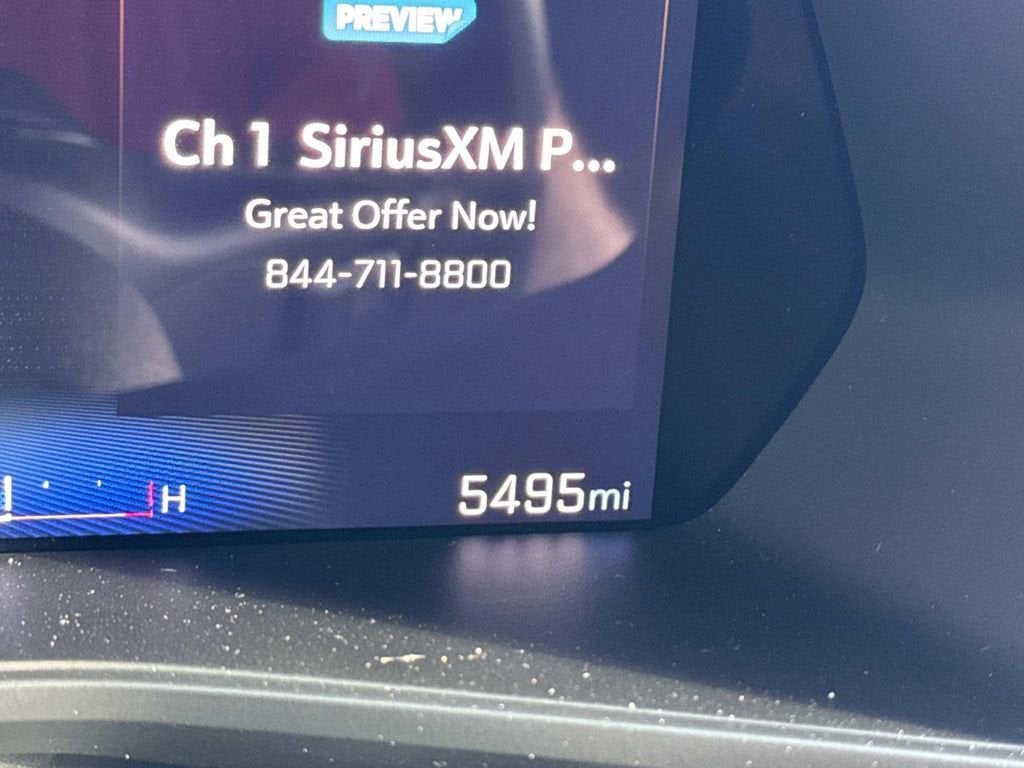 PREVIEW
Ch 1 SiriusXM P...
Great Offer Now!
844-711-8800
H
5495mi